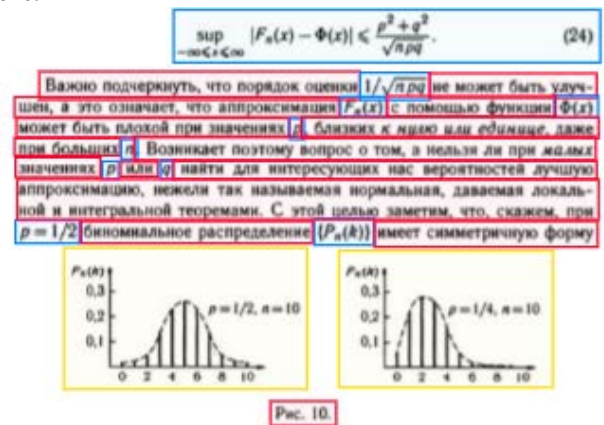 sup |Fₙ(x) − Φ(x)| ⩽ (p² + q²)/√npq. (24)
−∞⩽x⩽∞
Важно подчеркнуть, что порядок оценки 1/√npq не может быть улуч-
шен, а это означает, что аппроксимация Fₙ(x) с помощью функции Φ(x)
может быть плохой при значениях p, близких к нулю или единице, даже
при больших n. Возникает поэтому вопрос о том, а нельзя ли при малых
значениях p или q найти для интересующих нас вероятностей лучшую
аппроксимацию, нежели так называемая нормальная, даваемая локаль-
ной и интегральной теоремами. С этой целью заметим, что, скажем, при
p = 1/2 биномиальное распределение {Pₙ(k)} имеет симметричную форму
Pₙ(k)
0,3
0,2
0,1
p=1/2, n=10
0 2 4 6 8 10
Pₙ(k)
0,3
0,2
0,1
p=1/4, n=10
0 2 4 6 8 10
Рис. 10.